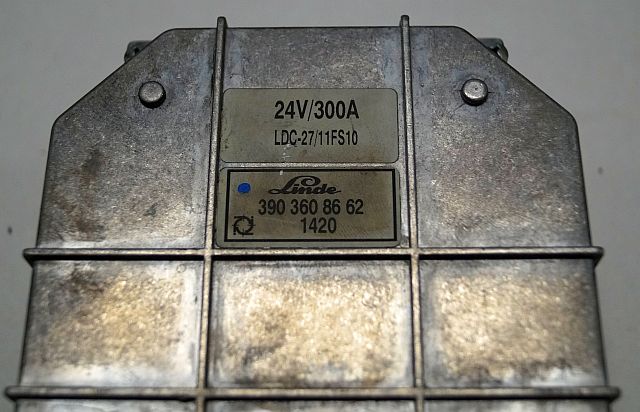 24V/300A
LDC-27/11FS10
Linde
390 360 86 62
1420